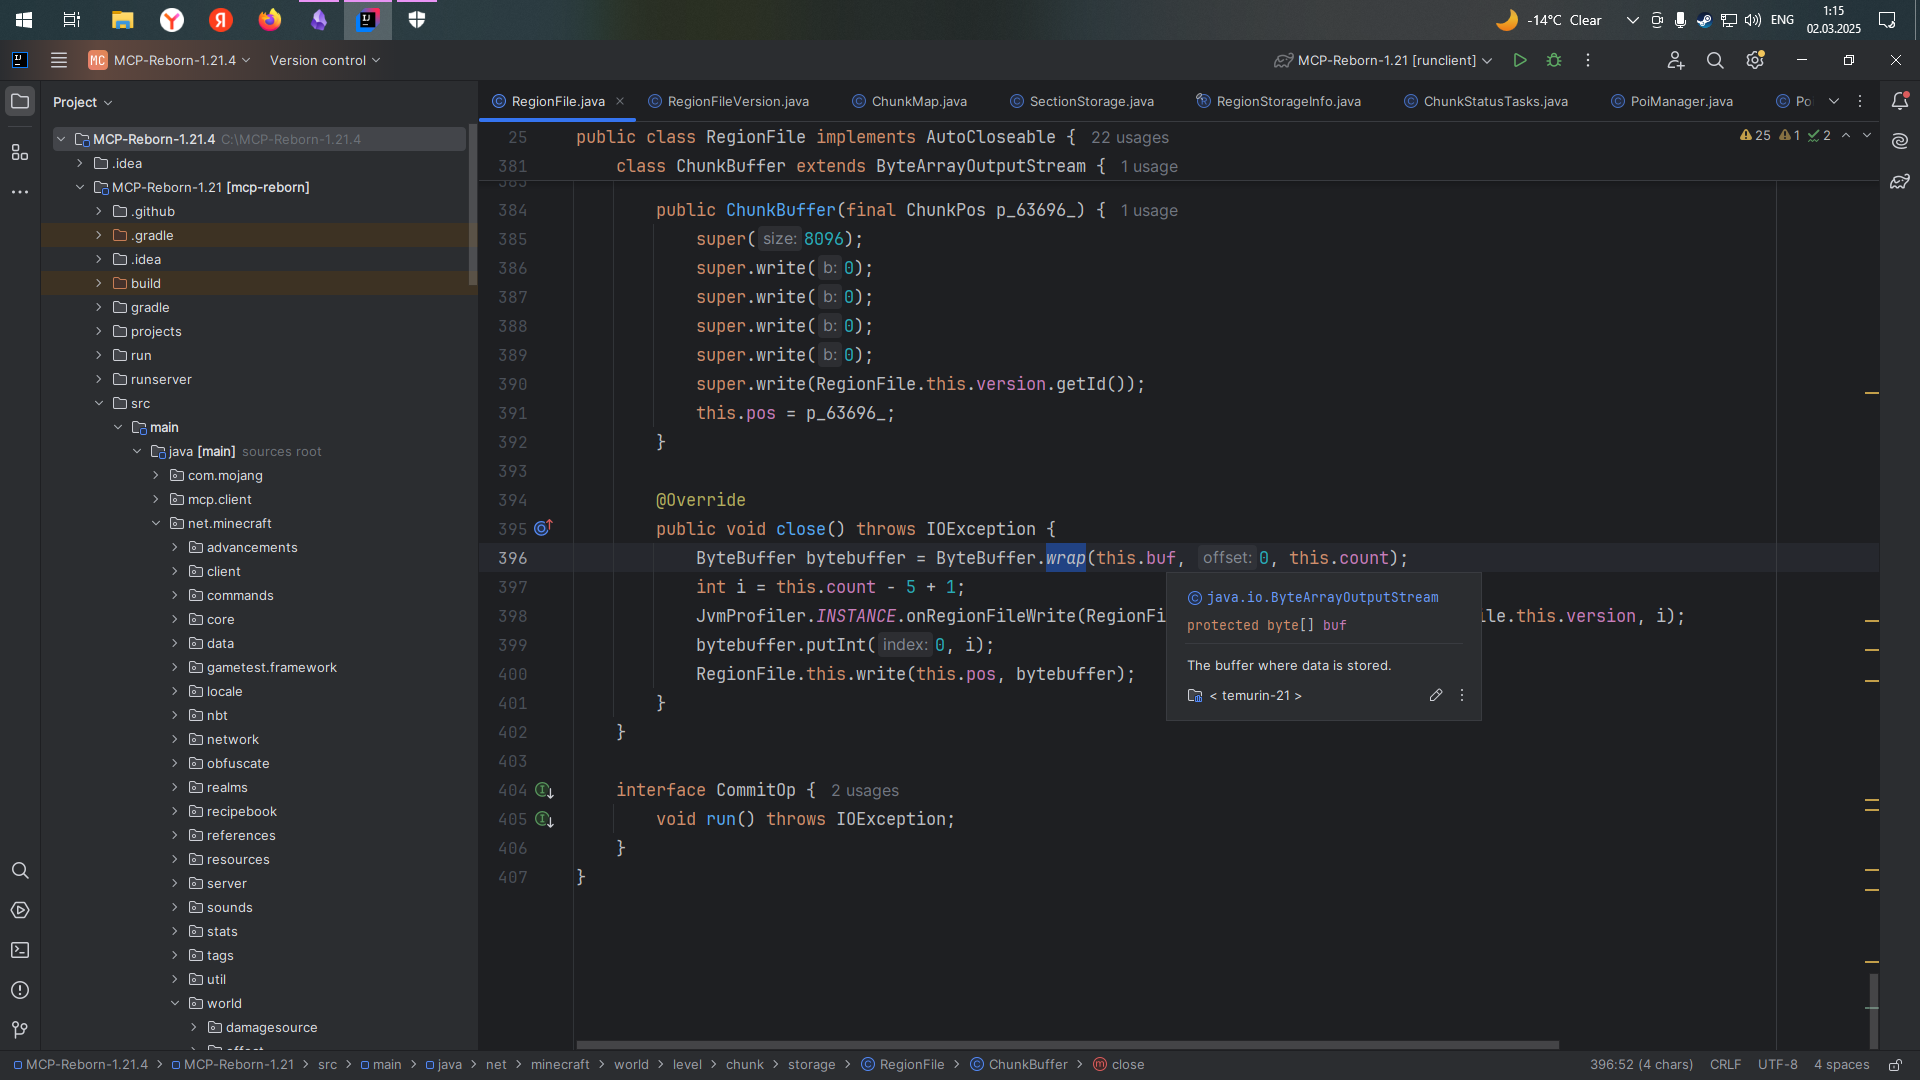 -14°C Clear
ENG
1:15
02.03.2025
MC MCP-Reborn-1.21.4
Version control
MCP-Reborn-1.21 [runclient]
Project
MCP-Reborn-1.21.4 C:\MCP-Reborn-1.21.4
.idea
MCP-Reborn-1.21 [mcp-reborn]
.github
.gradle
.idea
build
gradle
projects
run
runserver
src
main
java [main] sources root
com.mojang
mcp.client
net.minecraft
advancements
client
commands
core
data
gametest.framework
locale
nbt
network
obfuscate
realms
recipebook
references
resources
server
sounds
stats
tags
util
world
damagesource
RegionFile.java
RegionFileVersion.java
ChunkMap.java
SectionStorage.java
RegionStorageInfo.java
ChunkStatusTasks.java
PoiManager.java
Po
25 public class RegionFile implements AutoCloseable { 22 usages
25 1 2
381 class ChunkBuffer extends ByteArrayOutputStream { 1 usage
384 public ChunkBuffer(final ChunkPos p_63696_) { 1 usage
385 super( size: 8096);
386 super.write( b: 0);
387 super.write( b: 0);
388 super.write( b: 0);
389 super.write( b: 0);
390 super.write(RegionFile.this.version.getId());
391 this.pos = p_63696_;
392 }
393
394 @Override
395 public void close() throws IOException {
396 ByteBuffer bytebuffer = ByteBuffer.wrap(this.buf, offset: 0, this.count);
397 int i = this.count - 5 + 1;
398 JvmProfiler.INSTANCE.onRegionFileWrite(RegionFi le.this.version, i);
399 bytebuffer.putInt( index: 0, i);
400 RegionFile.this.write(this.pos, bytebuffer);
401 }
402 }
403
404 interface CommitOp { 2 usages
405 void run() throws IOException;
406 }
407 }
java.io.ByteArrayOutputStream
protected byte[] buf
The buffer where data is stored.
< temurin-21 >
MCP-Reborn-1.21.4 > MCP-Reborn-1.21 > src > main > java > net > minecraft > world > level > chunk > storage > RegionFile > ChunkBuffer > close
396:52 (4 chars) CRLF UTF-8 4 spaces